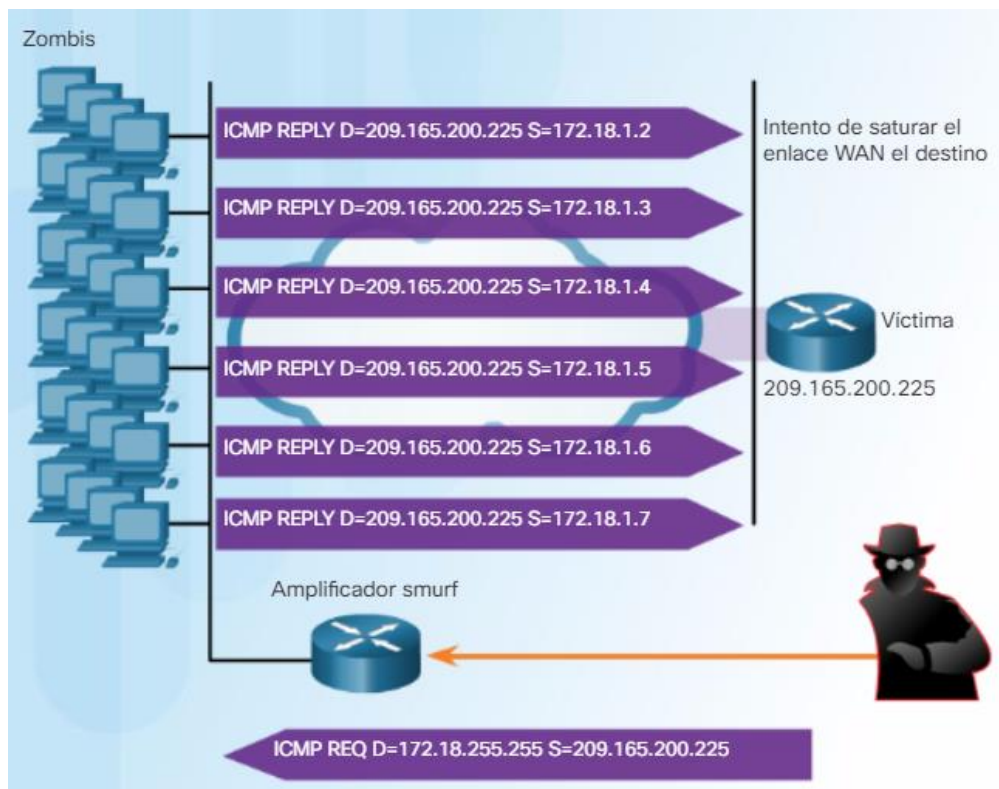 Zombis
ICMP REPLY D=209.165.200.225 S=172.18.1.2
Intento de saturar el
enlace WAN el destino
ICMP REPLY D=209.165.200.225 S=172.18.1.3
ICMP REPLY D=209.165.200.225 S=172.18.1.4
Víctima
ICMP REPLY D=209.165.200.225 S=172.18.1.5
209.165.200.225
ICMP REPLY D=209.165.200.225 S=172.18.1.6
ICMP REPLY D=209.165.200.225 S=172.18.1.7
Amplificador smurf
ICMP REQ D=172.18.255.255 S=209.165.200.225